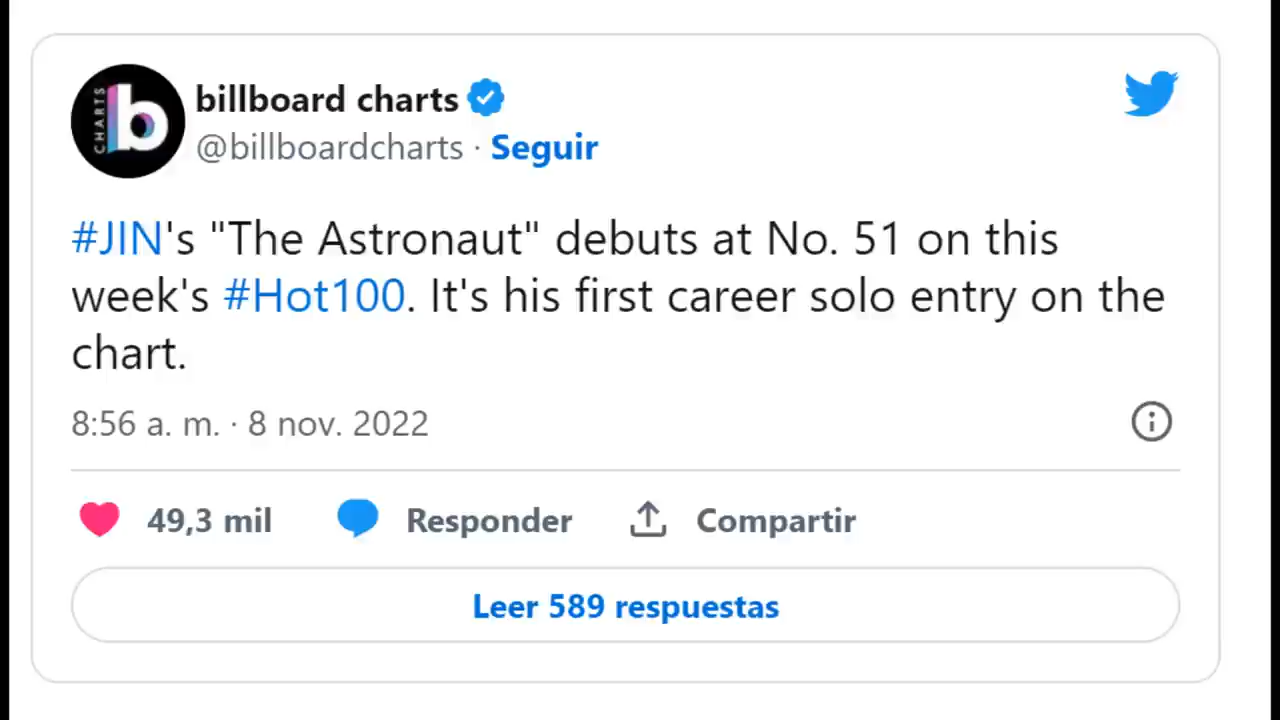 CHARTS
b
billboard charts
@billboardcharts · Seguir
#JIN's "The Astronaut" debuts at No. 51 on this
week's #Hot100. It's his first career solo entry on the
chart.
8:56 a. m. · 8 nov. 2022
49,3 mil Responder Compartir
Leer 589 respuestas